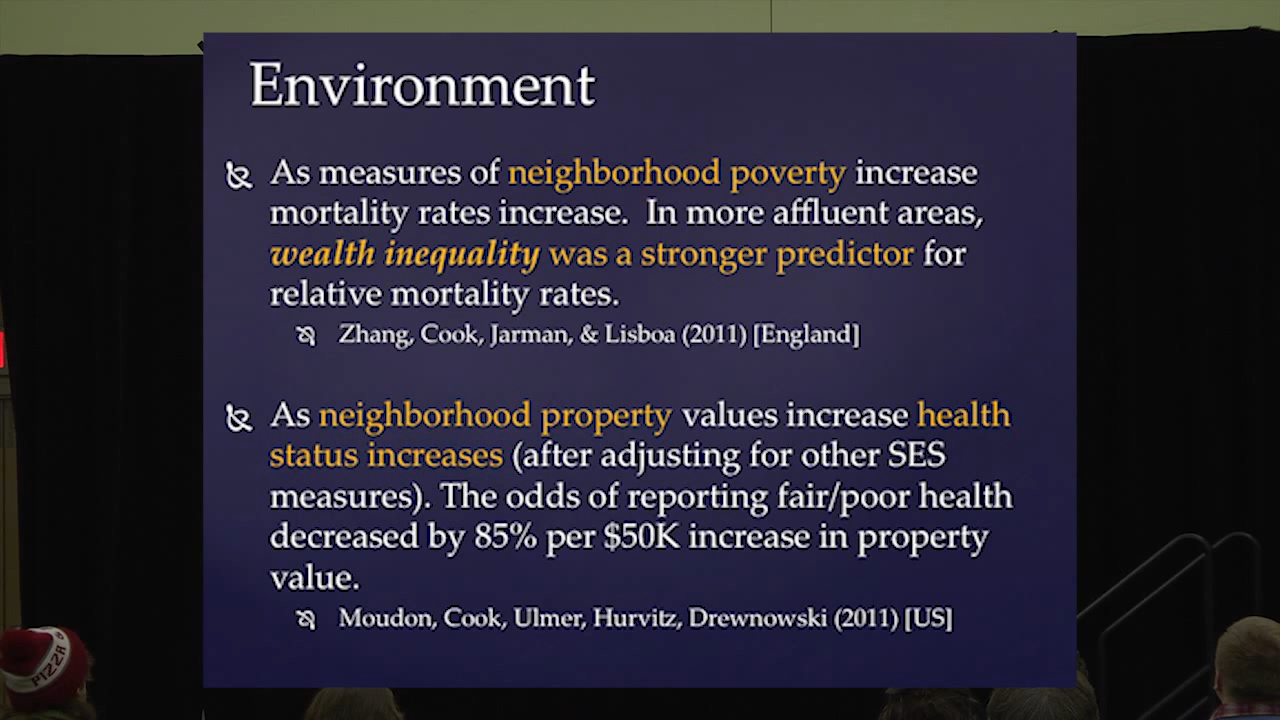 Environment
As measures of neighborhood poverty increase
mortality rates increase.  In more affluent areas,
wealth inequality was a stronger predictor for
relative mortality rates.
Zhang, Cook, Jarman, & Lisboa (2011) [England]
As neighborhood property values increase health
status increases (after adjusting for other SES
measures). The odds of reporting fair/poor health
decreased by 85% per $50K increase in property
value.
Moudon, Cook, Ulmer, Hurvitz, Drewnowski (2011) [US]
PIZZA